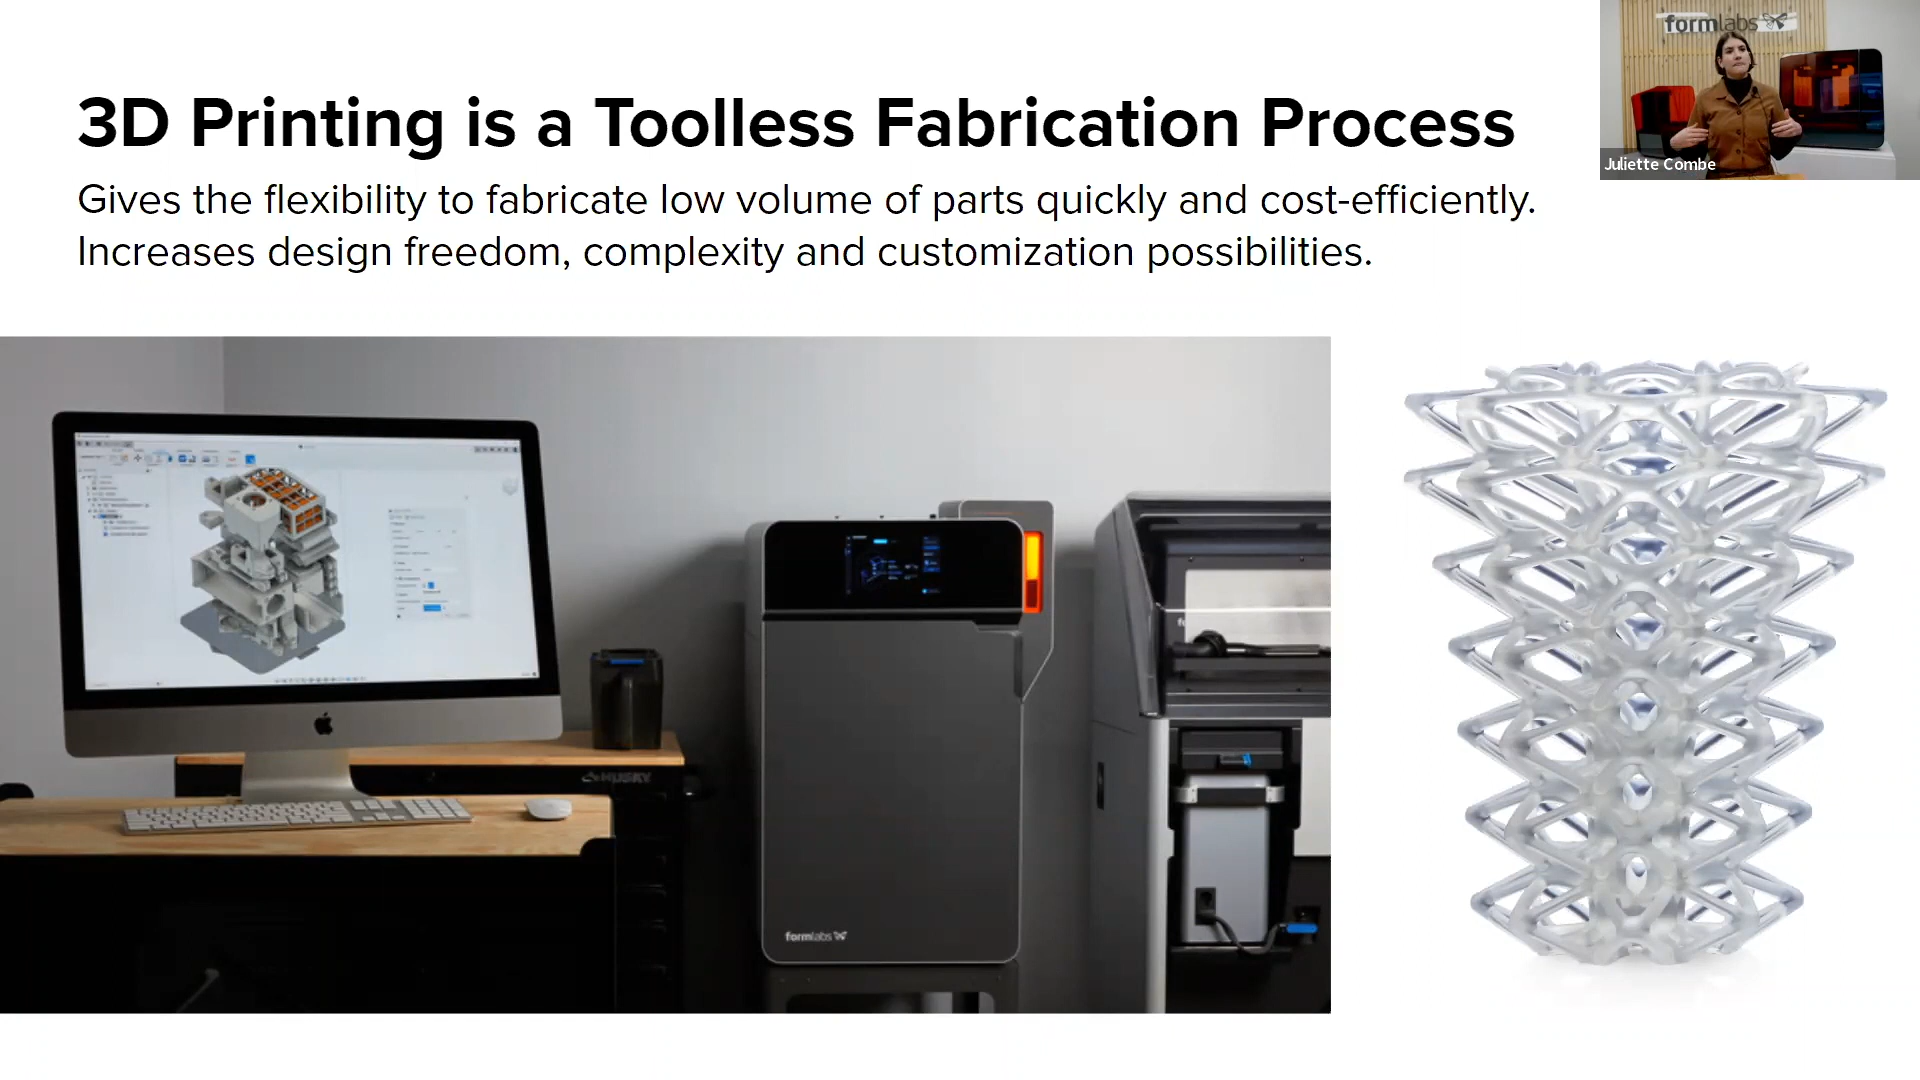 formlabs
Juliette Combe
3D Printing is a Toolless Fabrication Process
Gives the flexibility to fabricate low volume of parts quickly and cost-efficiently.
Increases design freedom, complexity and customization possibilities.
HUSKY
formlabs